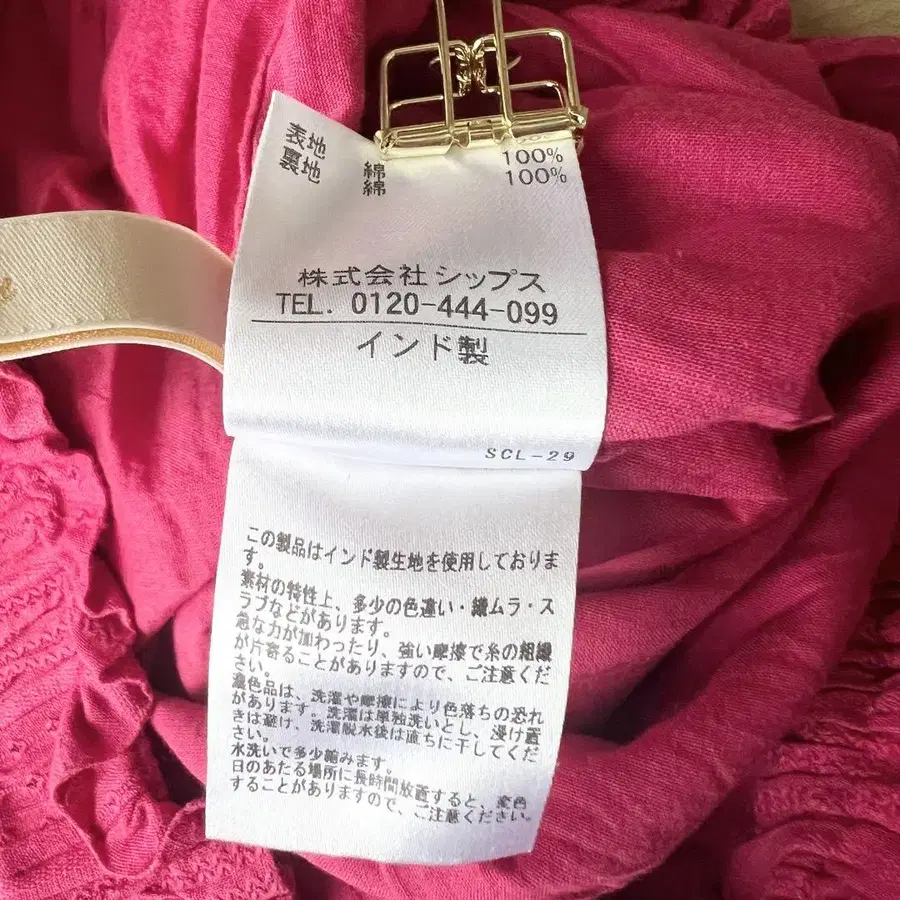 表地 綿 100%
裏地 綿 100%
株式会社シップス
TEL. 0120-444-099
インド製
SCL-29
この製品はインド製生地を使用しておりま
す。
素材の特性上、多少の色違い・織ムラ・ス
ラブなどがあります。
急な力が加わったり、強い摩擦で糸の組織
が片寄ることがありますので、ご注意くだ
さい。
濃色品は、洗濯や摩擦により色落ちの恐れ
があります。洗濯は単独洗いとし、浸け置
きは避け、洗濯脱水後は直ちに干してくだ
さい。
水洗いで多少縮みます。
日のあたる場所に長時間放置すると、変色
することがありますので、ご注意ください。